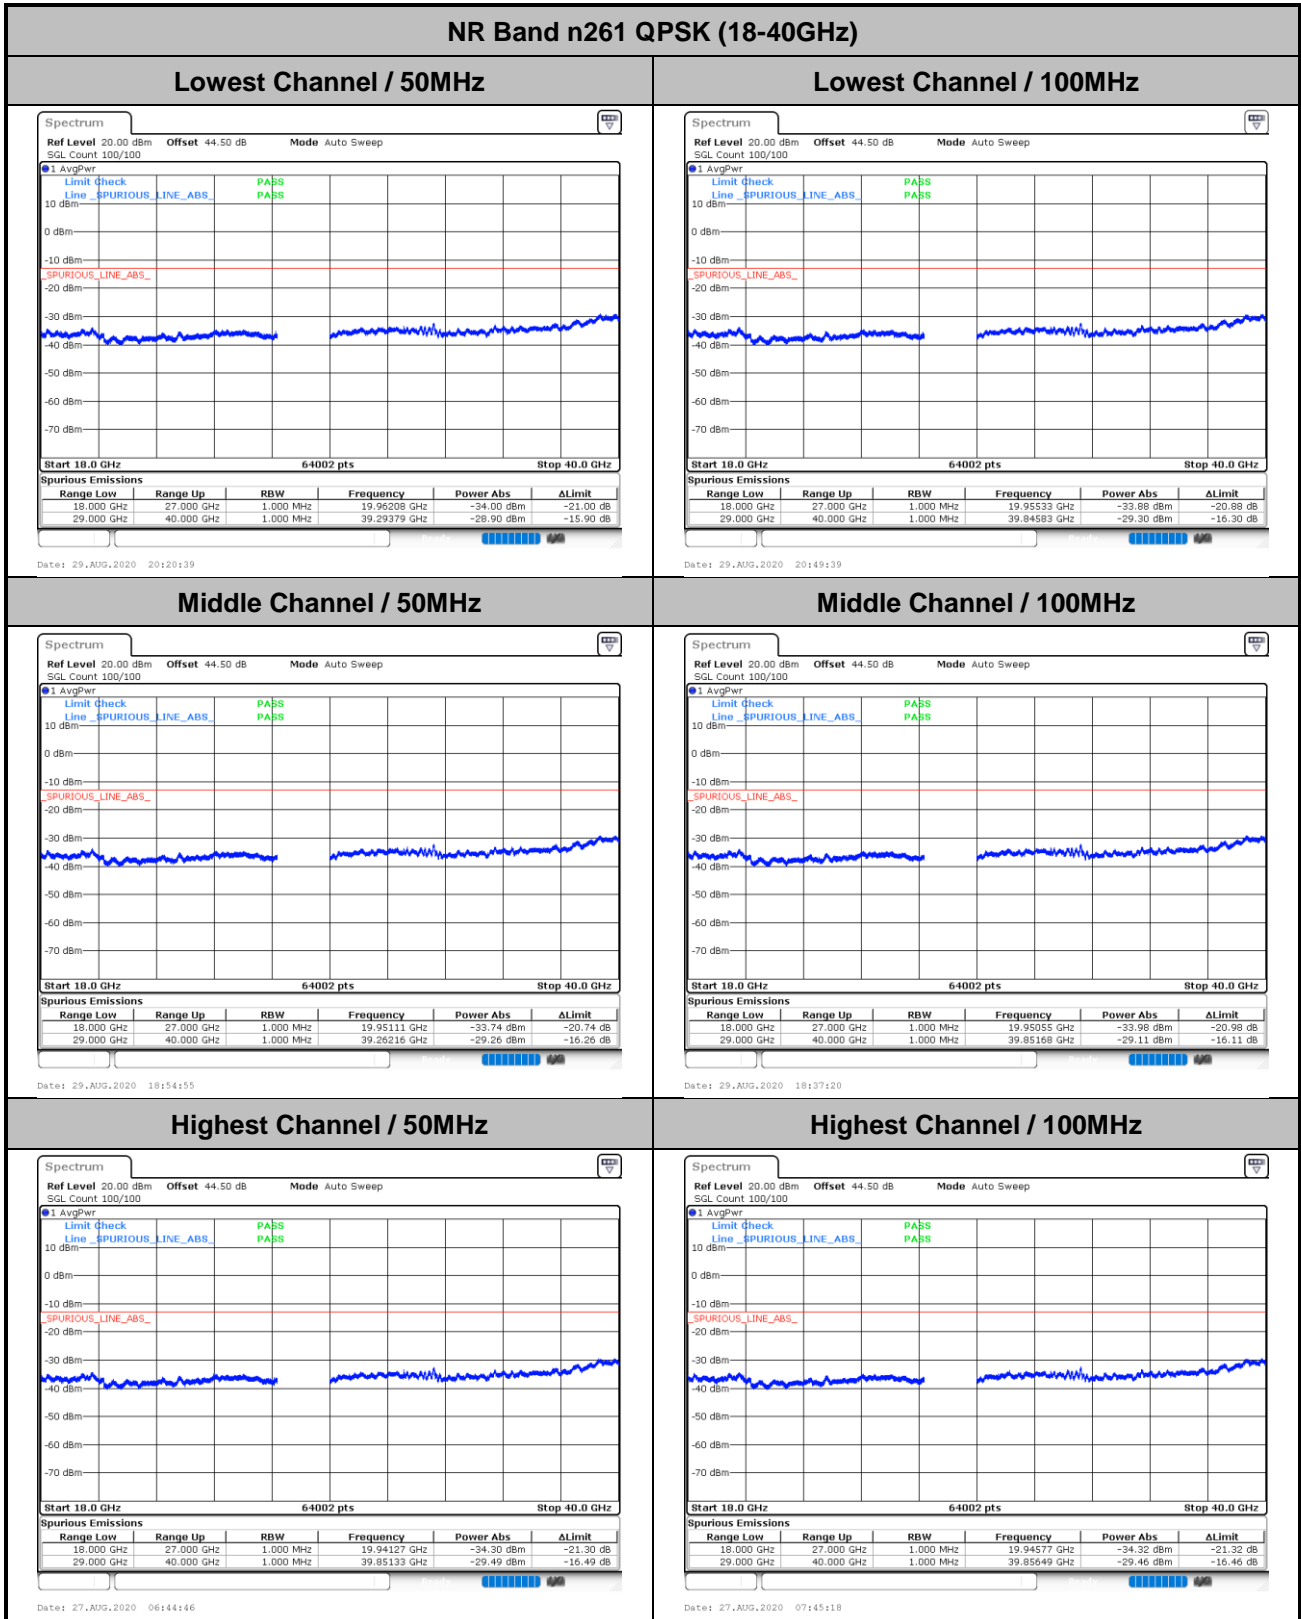 NR Band n261 QPSK (18-40GHz)
Lowest Channel / 50MHz
Spectrum
Ref Level 20.00 dBm Offset 44.50 dB Mode Auto Sweep
SGL Count 100/100
1 AvgPwr
Limit Check PASS
Line _SPURIOUS_LINE_ABS_ PASS
10 dBm
0 dBm
-10 dBm
_SPURIOUS_LINE_ABS_
-20 dBm
-30 dBm
-40 dBm
-50 dBm
-60 dBm
-70 dBm
Start 18.0 GHz 64002 pts Stop 40.0 GHz
Spurious Emissions
Range Low Range Up RBW Frequency Power Abs ΔLimit
18.000 GHz 27.000 GHz 1.000 MHz 19.96208 GHz -34.00 dBm -21.00 dB
29.000 GHz 40.000 GHz 1.000 MHz 39.29379 GHz -28.90 dBm -15.90 dB
Date: 29.AUG.2020 20:20:39
Lowest Channel / 100MHz
Spectrum
Ref Level 20.00 dBm Offset 44.50 dB Mode Auto Sweep
SGL Count 100/100
1 AvgPwr
Limit Check PASS
Line _SPURIOUS_LINE_ABS_ PASS
10 dBm
0 dBm
-10 dBm
_SPURIOUS_LINE_ABS_
-20 dBm
-30 dBm
-40 dBm
-50 dBm
-60 dBm
-70 dBm
Start 18.0 GHz 64002 pts Stop 40.0 GHz
Spurious Emissions
Range Low Range Up RBW Frequency Power Abs ΔLimit
18.000 GHz 27.000 GHz 1.000 MHz 19.95533 GHz -33.88 dBm -20.88 dB
29.000 GHz 40.000 GHz 1.000 MHz 39.84583 GHz -29.30 dBm -16.30 dB
Date: 29.AUG.2020 20:49:39
Middle Channel / 50MHz
Spectrum
Ref Level 20.00 dBm Offset 44.50 dB Mode Auto Sweep
SGL Count 100/100
1 AvgPwr
Limit Check PASS
Line _SPURIOUS_LINE_ABS_ PASS
10 dBm
0 dBm
-10 dBm
_SPURIOUS_LINE_ABS_
-20 dBm
-30 dBm
-40 dBm
-50 dBm
-60 dBm
-70 dBm
Start 18.0 GHz 64002 pts Stop 40.0 GHz
Spurious Emissions
Range Low Range Up RBW Frequency Power Abs ΔLimit
18.000 GHz 27.000 GHz 1.000 MHz 19.95111 GHz -33.74 dBm -20.74 dB
29.000 GHz 40.000 GHz 1.000 MHz 39.26216 GHz -29.26 dBm -16.26 dB
Date: 29.AUG.2020 18:54:55
Middle Channel / 100MHz
Spectrum
Ref Level 20.00 dBm Offset 44.50 dB Mode Auto Sweep
SGL Count 100/100
1 AvgPwr
Limit Check PASS
Line _SPURIOUS_LINE_ABS_ PASS
10 dBm
0 dBm
-10 dBm
_SPURIOUS_LINE_ABS_
-20 dBm
-30 dBm
-40 dBm
-50 dBm
-60 dBm
-70 dBm
Start 18.0 GHz 64002 pts Stop 40.0 GHz
Spurious Emissions
Range Low Range Up RBW Frequency Power Abs ΔLimit
18.000 GHz 27.000 GHz 1.000 MHz 19.95055 GHz -33.98 dBm -20.98 dB
29.000 GHz 40.000 GHz 1.000 MHz 39.85168 GHz -29.11 dBm -16.11 dB
Date: 29.AUG.2020 18:37:20
Highest Channel / 50MHz
Spectrum
Ref Level 20.00 dBm Offset 44.50 dB Mode Auto Sweep
SGL Count 100/100
1 AvgPwr
Limit Check PASS
Line _SPURIOUS_LINE_ABS_ PASS
10 dBm
0 dBm
-10 dBm
_SPURIOUS_LINE_ABS_
-20 dBm
-30 dBm
-40 dBm
-50 dBm
-60 dBm
-70 dBm
Start 18.0 GHz 64002 pts Stop 40.0 GHz
Spurious Emissions
Range Low Range Up RBW Frequency Power Abs ΔLimit
18.000 GHz 27.000 GHz 1.000 MHz 19.94127 GHz -34.30 dBm -21.30 dB
29.000 GHz 40.000 GHz 1.000 MHz 39.85133 GHz -29.49 dBm -16.49 dB
Date: 27.AUG.2020 06:44:46
Highest Channel / 100MHz
Spectrum
Ref Level 20.00 dBm Offset 44.50 dB Mode Auto Sweep
SGL Count 100/100
1 AvgPwr
Limit Check PASS
Line _SPURIOUS_LINE_ABS_ PASS
10 dBm
0 dBm
-10 dBm
_SPURIOUS_LINE_ABS_
-20 dBm
-30 dBm
-40 dBm
-50 dBm
-60 dBm
-70 dBm
Start 18.0 GHz 64002 pts Stop 40.0 GHz
Spurious Emissions
Range Low Range Up RBW Frequency Power Abs ΔLimit
18.000 GHz 27.000 GHz 1.000 MHz 19.94577 GHz -34.32 dBm -21.32 dB
29.000 GHz 40.000 GHz 1.000 MHz 39.85649 GHz -29.46 dBm -16.46 dB
Date: 27.AUG.2020 07:45:18